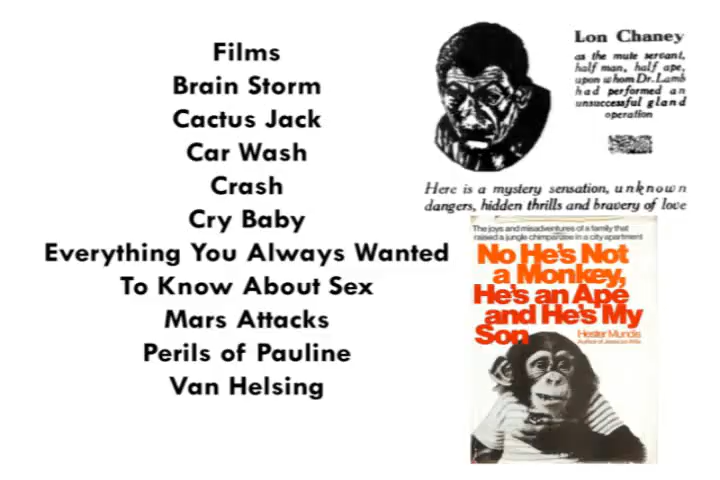 Films
Brain Storm
Cactus Jack
Car Wash
Crash
Cry Baby
Everything You Always Wanted
To Know About Sex
Mars Attacks
Perils of Pauline
Van Helsing
Lon Chaney
as the mute servant,
half man, half ape,
upon whom Dr. Lamb
had performed an
unsuccessful gland
operation
Here is a mystery sensation, unknown
dangers, hidden thrills and bravery of love
The joys and misadventures of a family that
raised a jungle chimpanzee in a city apartment
No He's Not
a Monkey,
He's an Ape
and He's My
Son
Hester Mundis
Author of